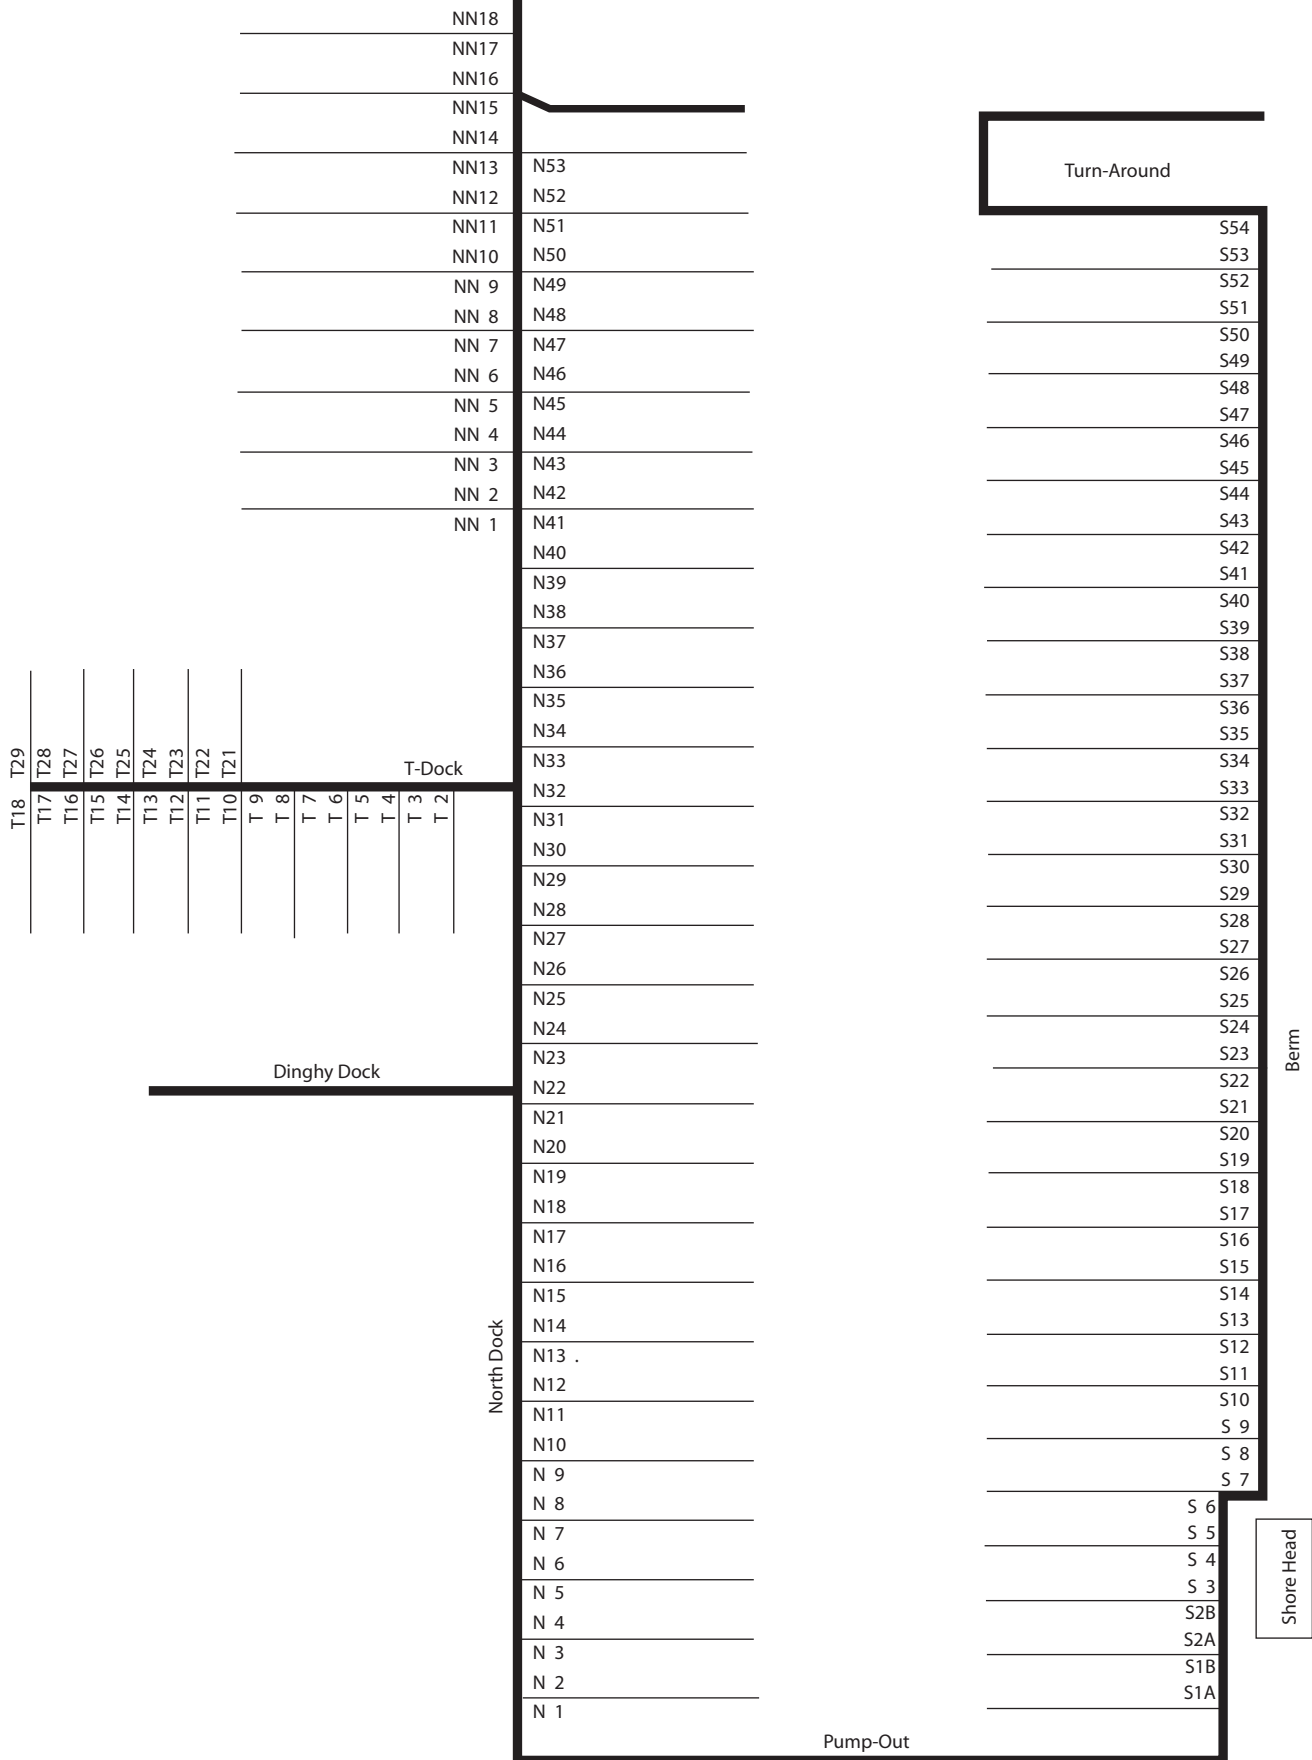 NN18
NN17
NN16
NN15
NN14
NN13
NN12
NN11
NN10
NN 9
NN 8
NN 7
NN 6
NN 5
NN 4
NN 3
NN 2
NN 1
N53
N52
N51
N50
N49
N48
N47
N46
N45
N44
N43
N42
N41
N40
N39
N38
N37
N36
N35
N34
N33
N32
N31
N30
N29
N28
N27
N26
N25
N24
N23
N22
N21
N20
N19
N18
N17
N16
N15
N14
N13 .
N12
N11
N10
N 9
N 8
N 7
N 6
N 5
N 4
N 3
N 2
N 1
Turn-Around
S54
S53
S52
S51
S50
S49
S48
S47
S46
S45
S44
S43
S42
S41
S40
S39
S38
S37
S36
S35
S34
S33
S32
S31
S30
S29
S28
S27
S26
S25
S24
S23
S22
S21
S20
S19
S18
S17
S16
S15
S14
S13
S12
S11
S10
S 9
S 8
S 7
S 6
S 5
S 4
S 3
S2B
S2A
S1B
S1A
T29
T28
T27
T26
T25
T24
T23
T22
T21
T-Dock
T18
T17
T16
T15
T14
T13
T12
T11
T10
T 9
T 8
T 7
T 6
T 5
T 4
T 3
T 2
Dinghy Dock
North Dock
Berm
Shore Head
Pump-Out